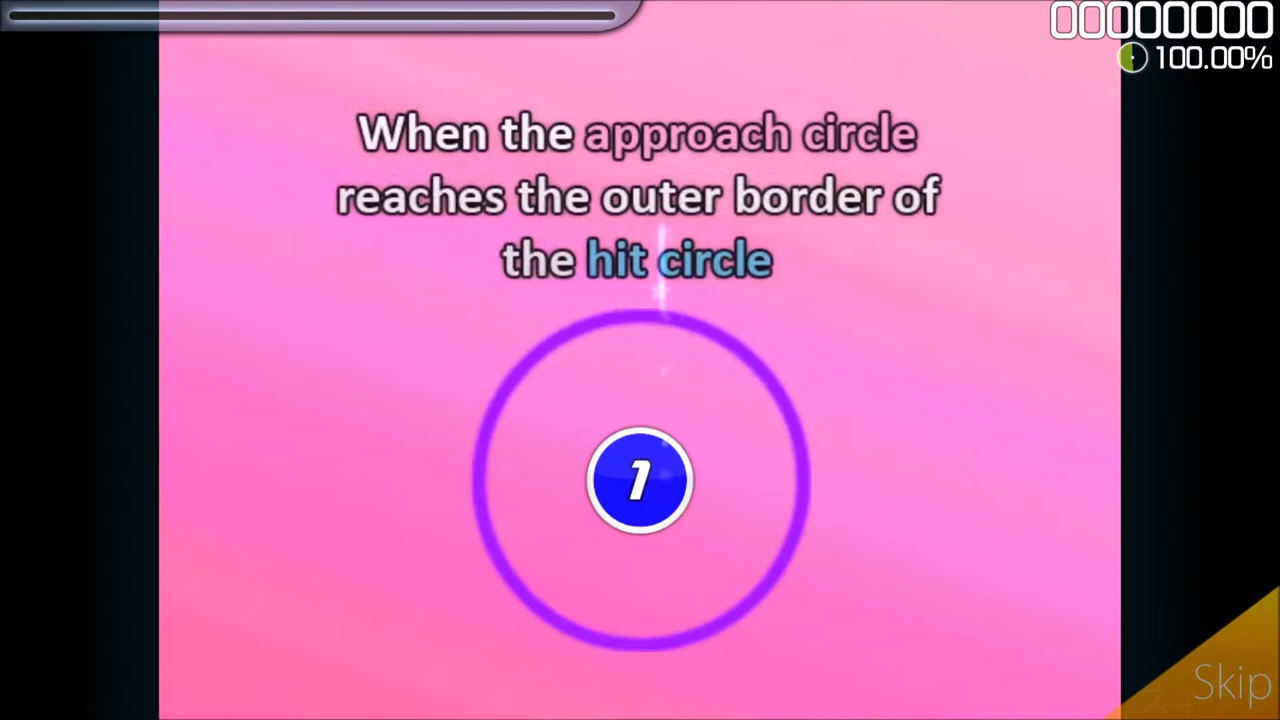 00000000
100.00%
When the approach circle
reaches the outer border of
the hit circle
1
Skip